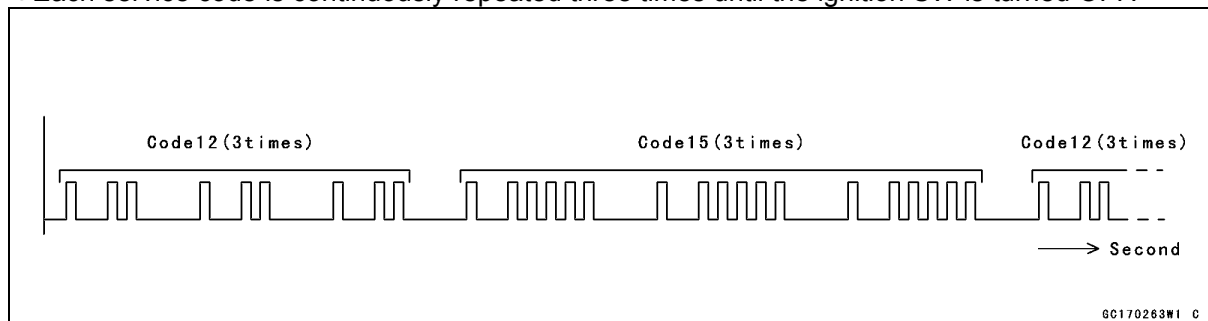 Each service code is continuously repeated three times until the ignition SW is turned OFF.
Code12(3times)
Code15(3times)
Code12(3times)
Second
GC170263W1 C